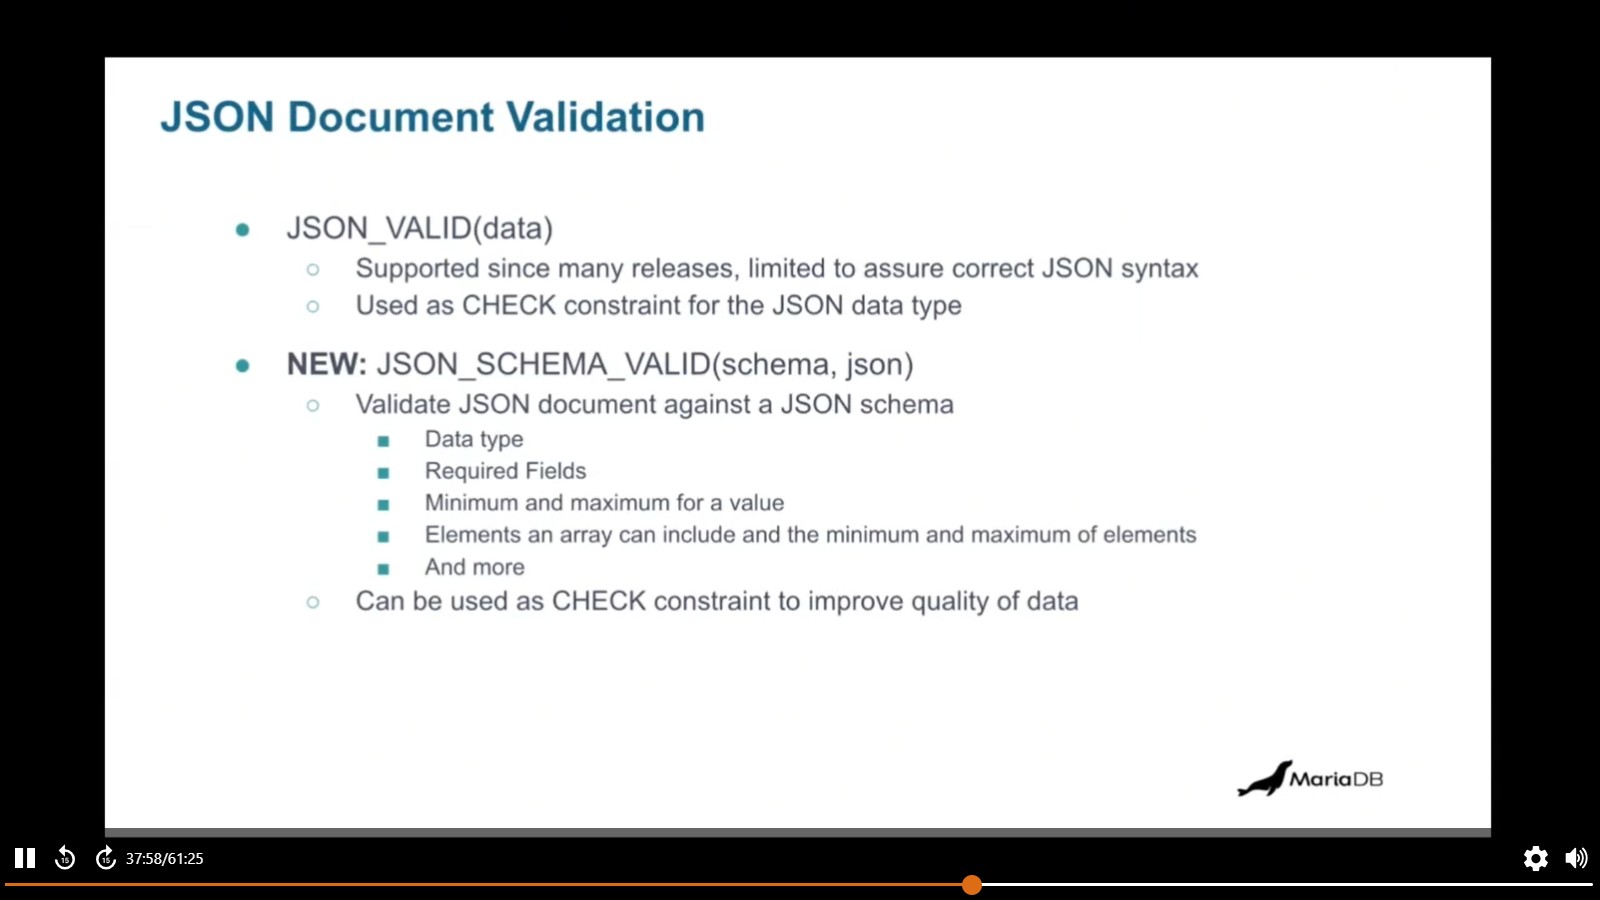 JSON Document Validation
JSON_VALID(data)
Supported since many releases, limited to assure correct JSON syntax
Used as CHECK constraint for the JSON data type
NEW: JSON_SCHEMA_VALID(schema, json)
Validate JSON document against a JSON schema
Data type
Required Fields
Minimum and maximum for a value
Elements an array can include and the minimum and maximum of elements
And more
Can be used as CHECK constraint to improve quality of data
MariaDB
15
15
37:58/61:25